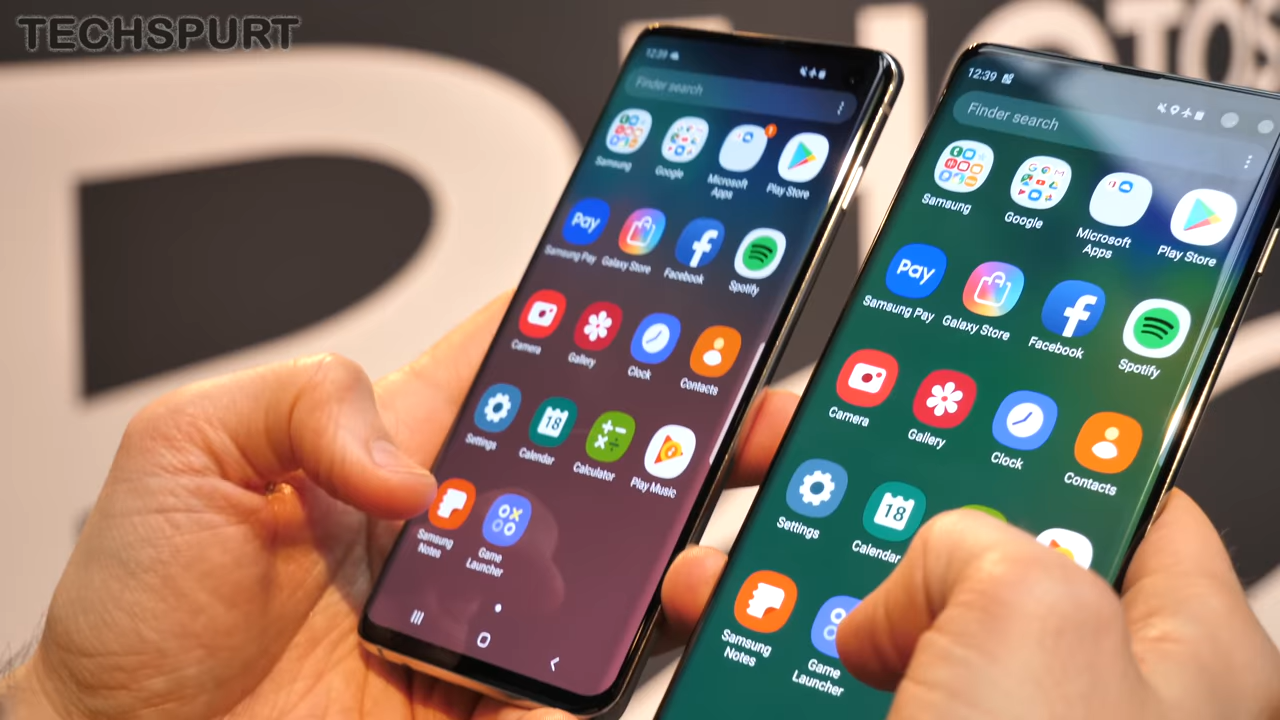 TECHSPURT
OTOS
12:39
Finder search
Samsung
Google
Microsoft
Apps
Play Store
Pay
Samsung Pay
Galaxy Store
Facebook
Spotify
Camera
Gallery
Clock
Contacts
Settings
18
Calendar
Calculator
Play Music
Samsung
Notes
Game
Launcher
12:39
Finder search
Samsung
Google
Microsoft
Apps
Play Store
Pay
Samsung Pay
Galaxy Store
Facebook
Spotify
Camera
Gallery
Clock
Contacts
Settings
18
Calendar
Samsung
Notes
Game
Launcher